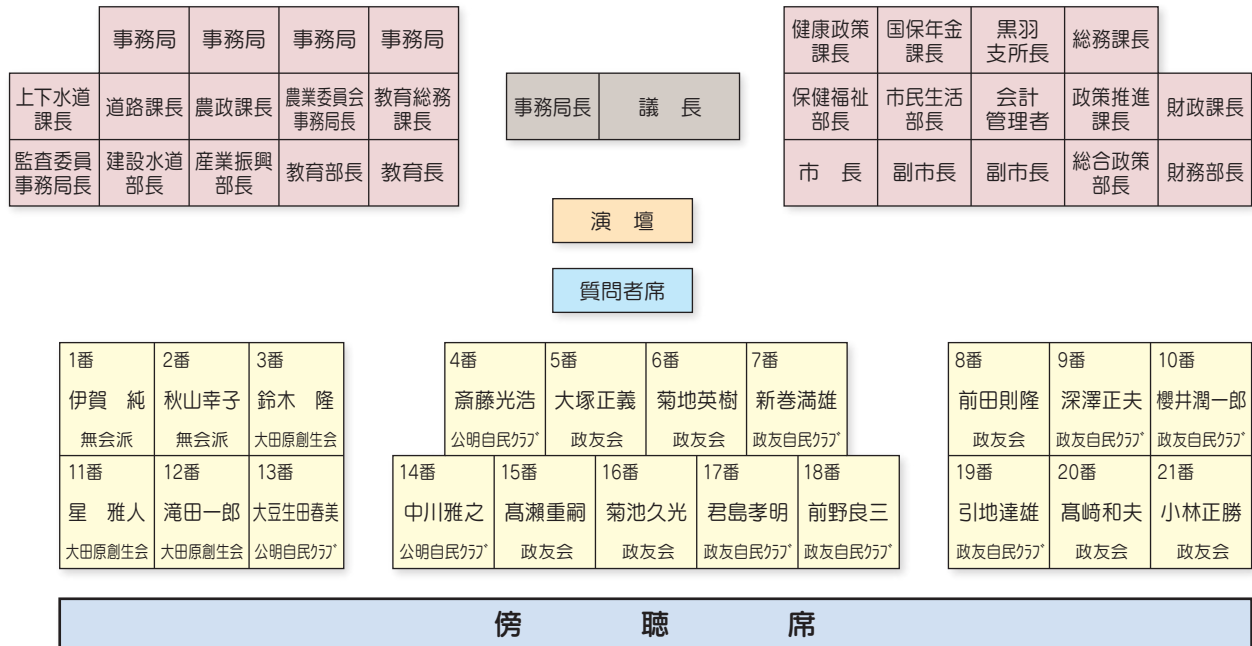 事務局 事務局 事務局 事務局
上下水道課長 道路課長 農政課長 農業委員会事務局長 教育総務課長
監査委員事務局長 建設水道部長 産業振興部長 教育部長 教育長
事務局長 議 長
健康政策課長 国保年金課長 黒羽支所長 総務課長
保健福祉部長 市民生活部長 会計管理者 政策推進課長 財政課長
市 長 副市長 副市長 総合政策部長 財務部長
演 壇
質問者席
1番 2番 3番
伊賀 純 秋山幸子 鈴木 隆
無会派 無会派 大田原創生会
11番 12番 13番
星 雅人 滝田一郎 大豆生田春美
大田原創生会 大田原創生会 公明自民クラブ
4番 5番 6番 7番
斎藤光浩 大塚正義 菊地英樹 新巻満雄
公明自民クラブ 政友会 政友会 政友自民クラブ
14番 15番 16番 17番 18番
中川雅之 髙瀨重嗣 菊池久光 君島孝明 前野良三
公明自民クラブ 政友会 政友会 政友自民クラブ 政友自民クラブ
8番 9番 10番
前田則隆 深澤正夫 櫻井潤一郎
政友会 政友自民クラブ 政友自民クラブ
19番 20番 21番
引地達雄 髙﨑和夫 小林正勝
政友自民クラブ 政友会 政友会
傍 聴 席